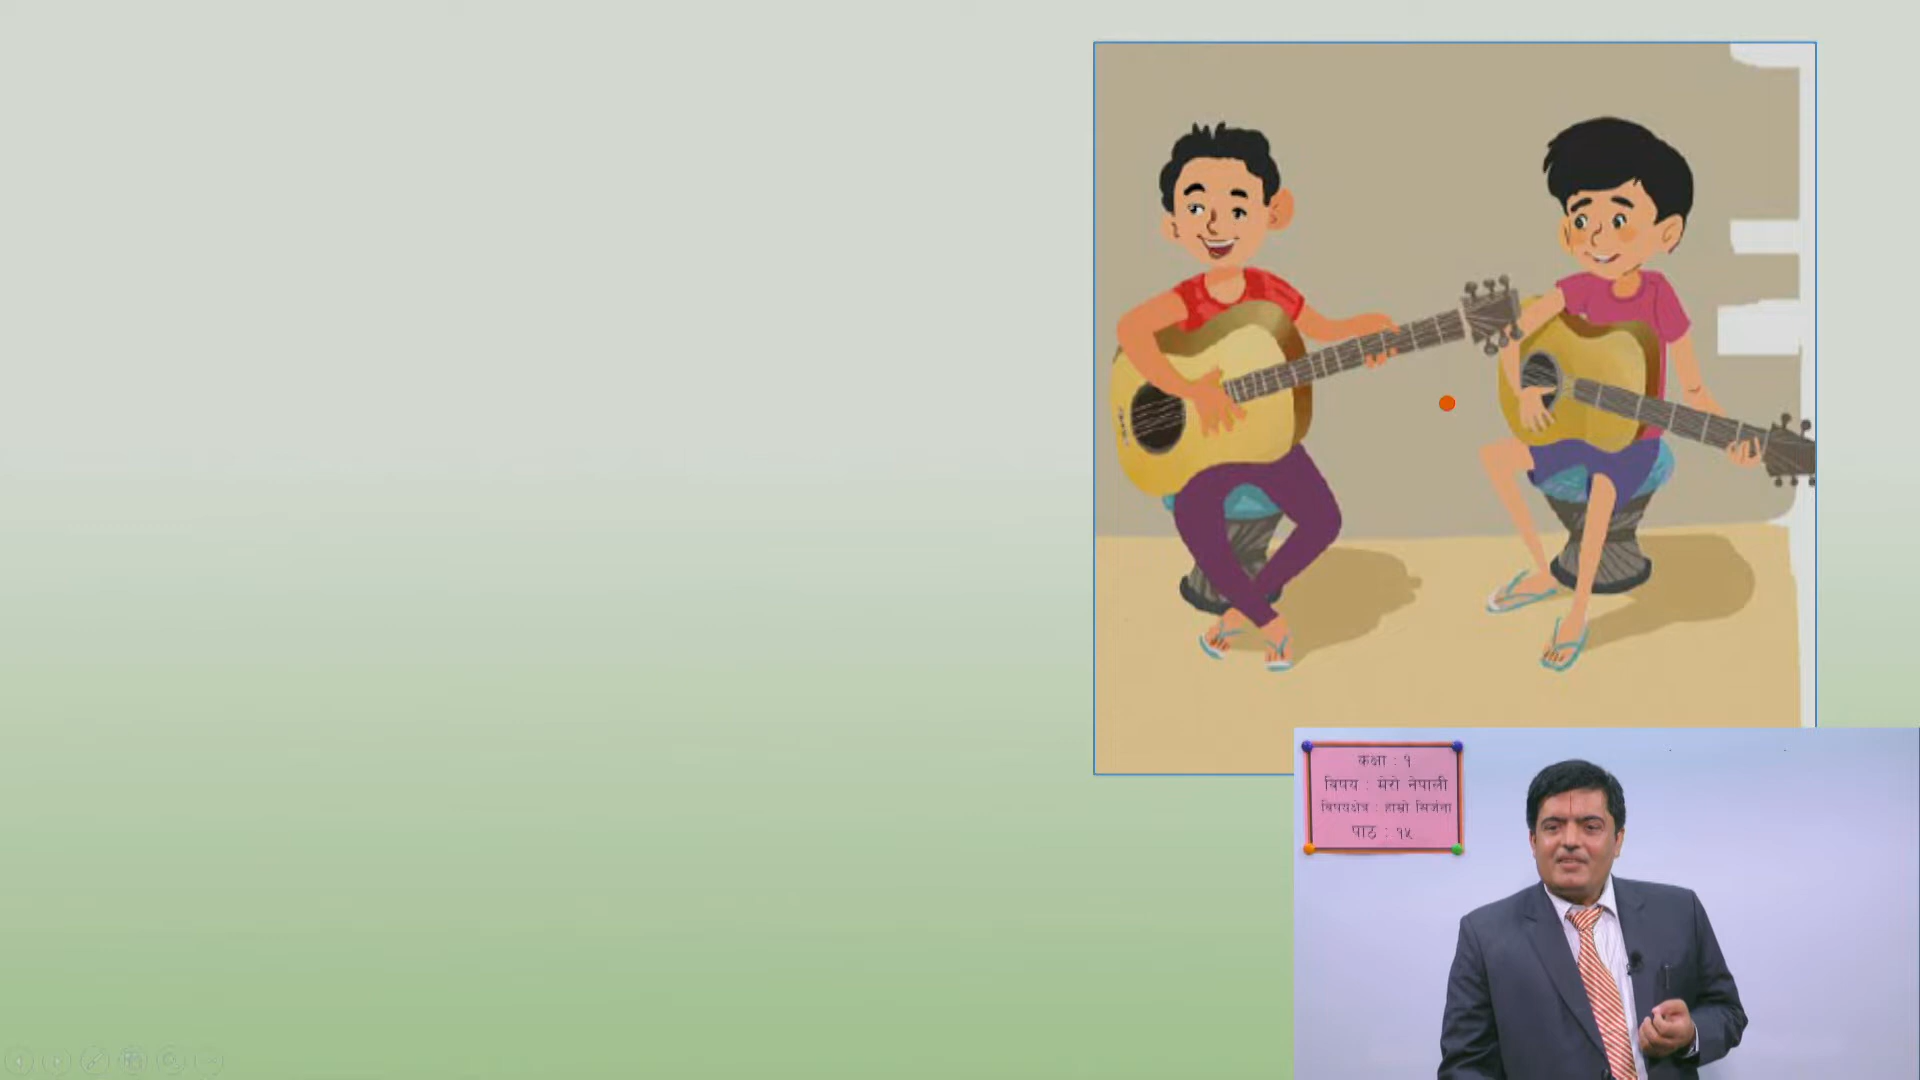 कक्षा : १
विषय : मेरो नेपाली
विषयक्षेत्र : हाम्रो सिर्जना
पाठ : १५